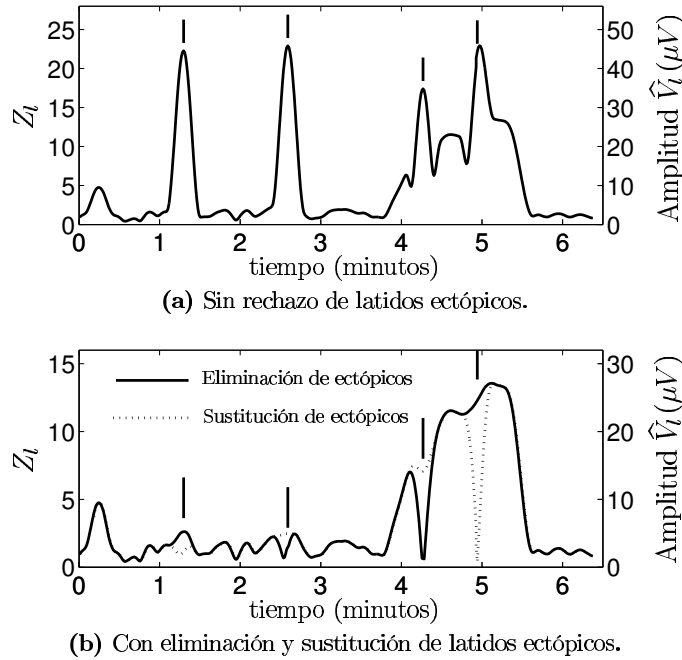 25
20
15
10
5
0
Z_l
50
40
30
20
10
0
Amplitud V̂_l (μV)
0 1 2 3 4 5 6
tiempo (minutos)
(a) Sin rechazo de latidos ectópicos.
15
10
5
0
Z_l
Eliminación de ectópicos
Sustitución de ectópicos
30
20
10
0
Amplitud V̂_l (μV)
0 1 2 3 4 5 6
tiempo (minutos)
(b) Con eliminación y sustitución de latidos ectópicos.